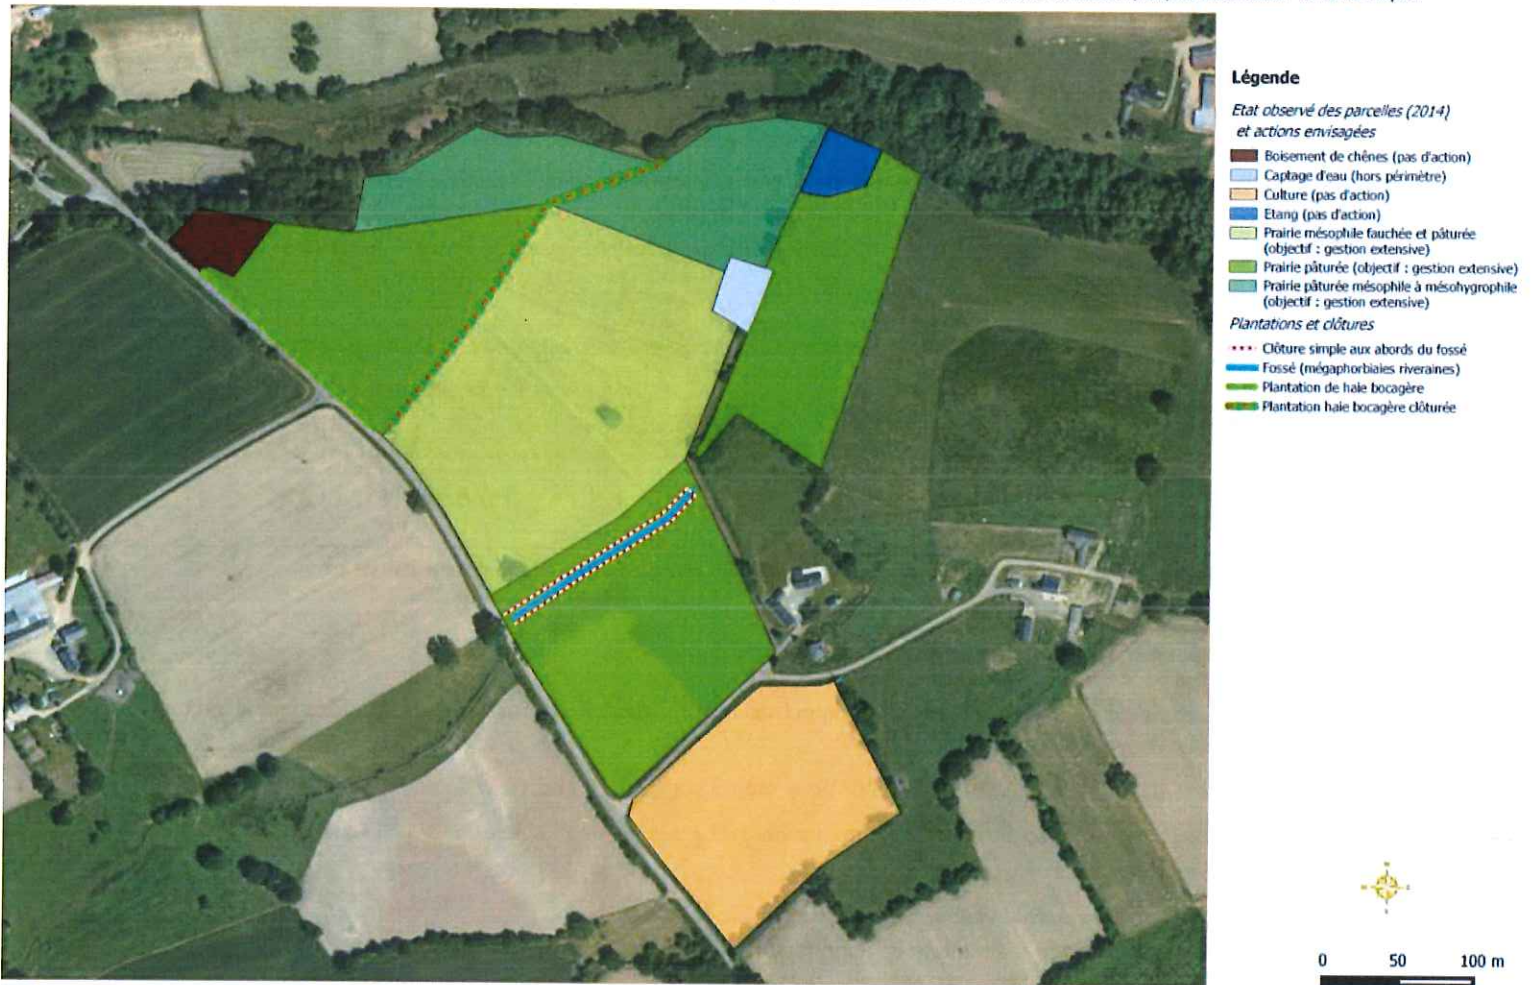 Légende
Etat observé des parcelles (2014)
et actions envisagées
Boisement de chênes (pas d'action)
Captage d'eau (hors périmètre)
Culture (pas d'action)
Etang (pas d'action)
Prairie mésophile fauchée et pâturée
(objectif : gestion extensive)
Prairie pâturée (objectif : gestion extensive)
Prairie pâturée mésophile à mésohygrophile
(objectif : gestion extensive)
Plantations et clôtures
Clôture simple aux abords du fossé
Fossé (mégaphorbiaies riveraines)
Plantation de haie bocagère
Plantation haie bocagère clôturée
0 50 100 m